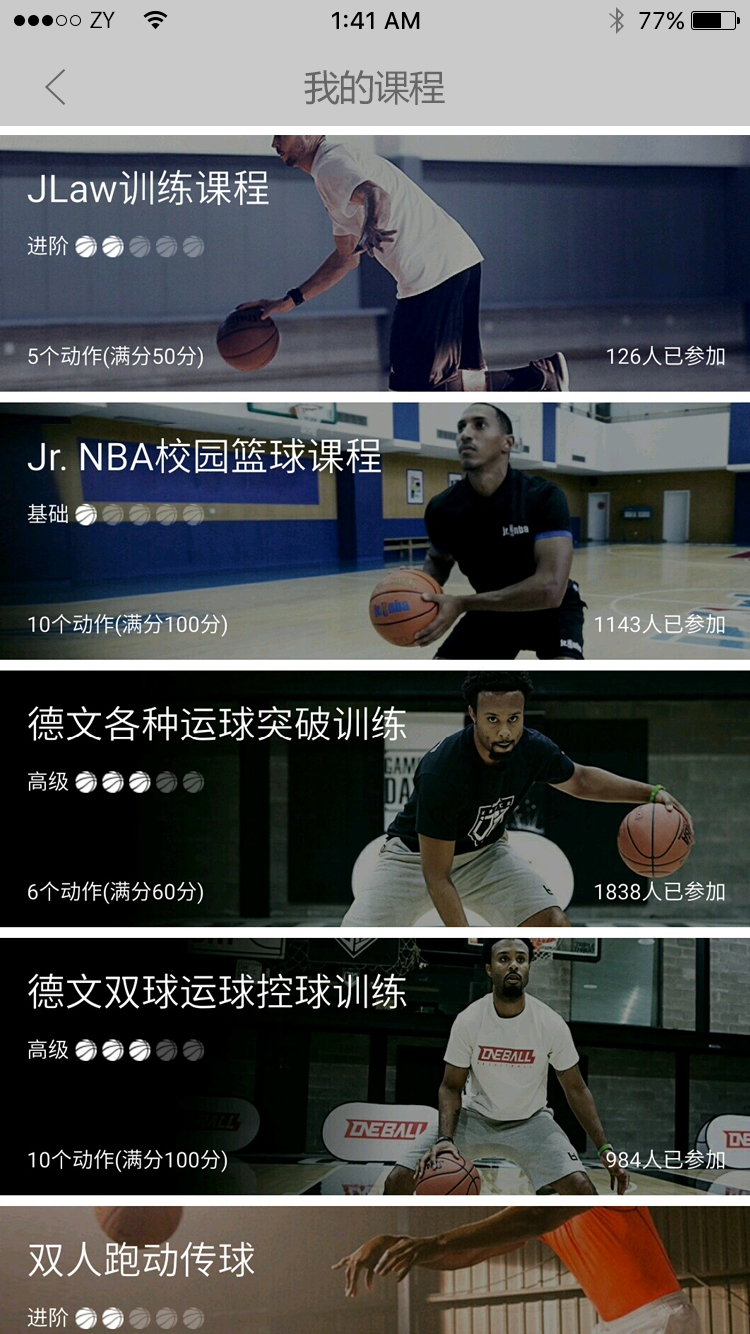 ZY 1:41 AM 77%
我的课程
JLaw训练课程
进阶
5个动作(满分50分) 126人已参加
Jr. NBA校园篮球课程
基础
jr.nba
jr.nba
10个动作(满分100分) 1143人已参加
德文各种运球突破训练
高级
GAME
DA
6个动作(满分60分) 1838人已参加
德文双球运球控球训练
高级
ONEBALL
ONEBALL
10个动作(满分100分) 984人已参加
双人跑动传球
进阶